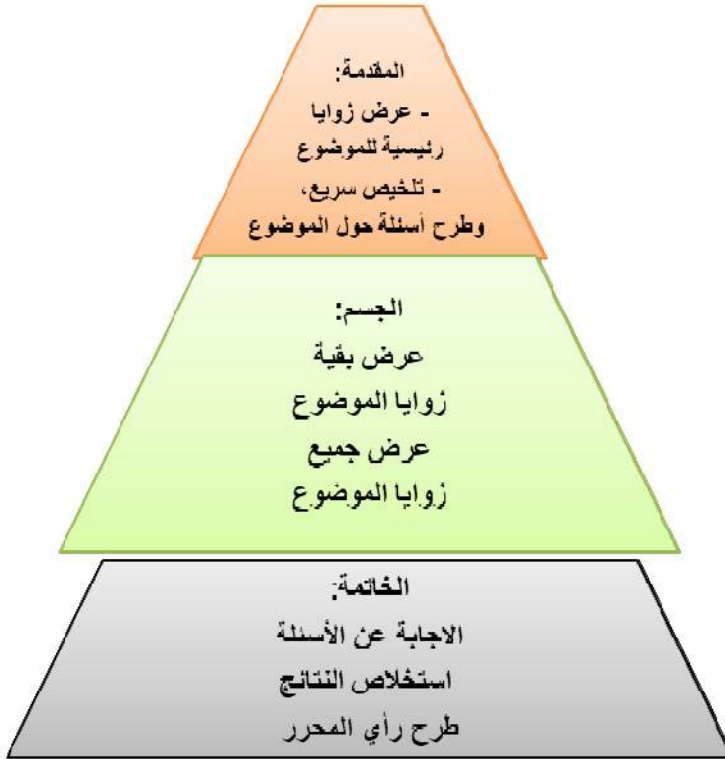 المقدمة:
- عرض زوايا
رئيسية للموضوع
- تلخيص سريع،
وطرح أسئلة حول الموضوع
الجسم:
عرض بقية
زوايا الموضوع
عرض جميع
زوايا الموضوع
الخاتمة:
الاجابة عن الأسئلة
استخلاص النتائج
طرح رأي المحرر